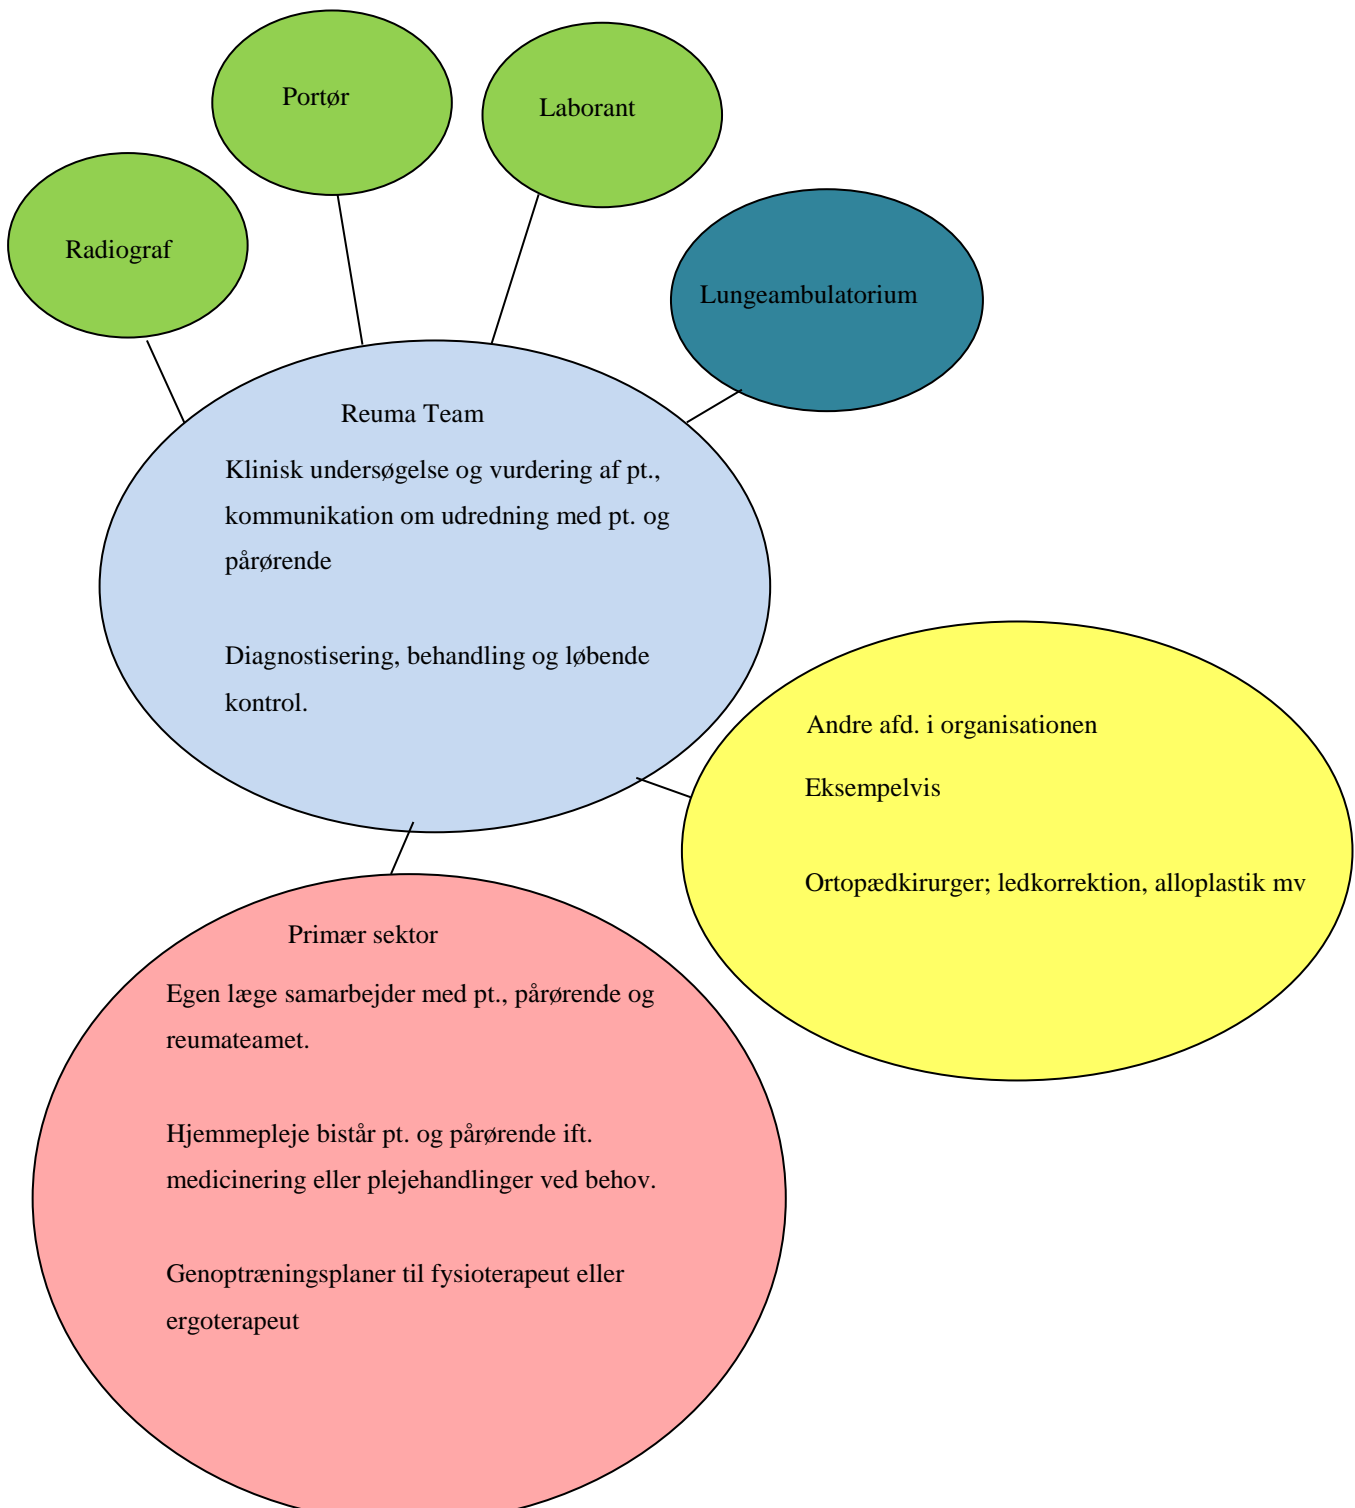 Portør
Laborant
Radiograf
Lungeambulatorium
Reuma Team
Klinisk undersøgelse og vurdering af pt.,
kommunikation om udredning med pt. og
pårørende
Diagnostisering, behandling og løbende
kontrol.
Andre afd. i organisationen
Eksempelvis
Ortopædkirurger; ledkorrektion, alloplastik mv
Primær sektor
Egen læge samarbejder med pt., pårørende og
reumateamet.
Hjemmepleje bistår pt. og pårørende ift.
medicinering eller plejehandlinger ved behov.
Genoptræningsplaner til fysioterapeut eller
ergoterapeut